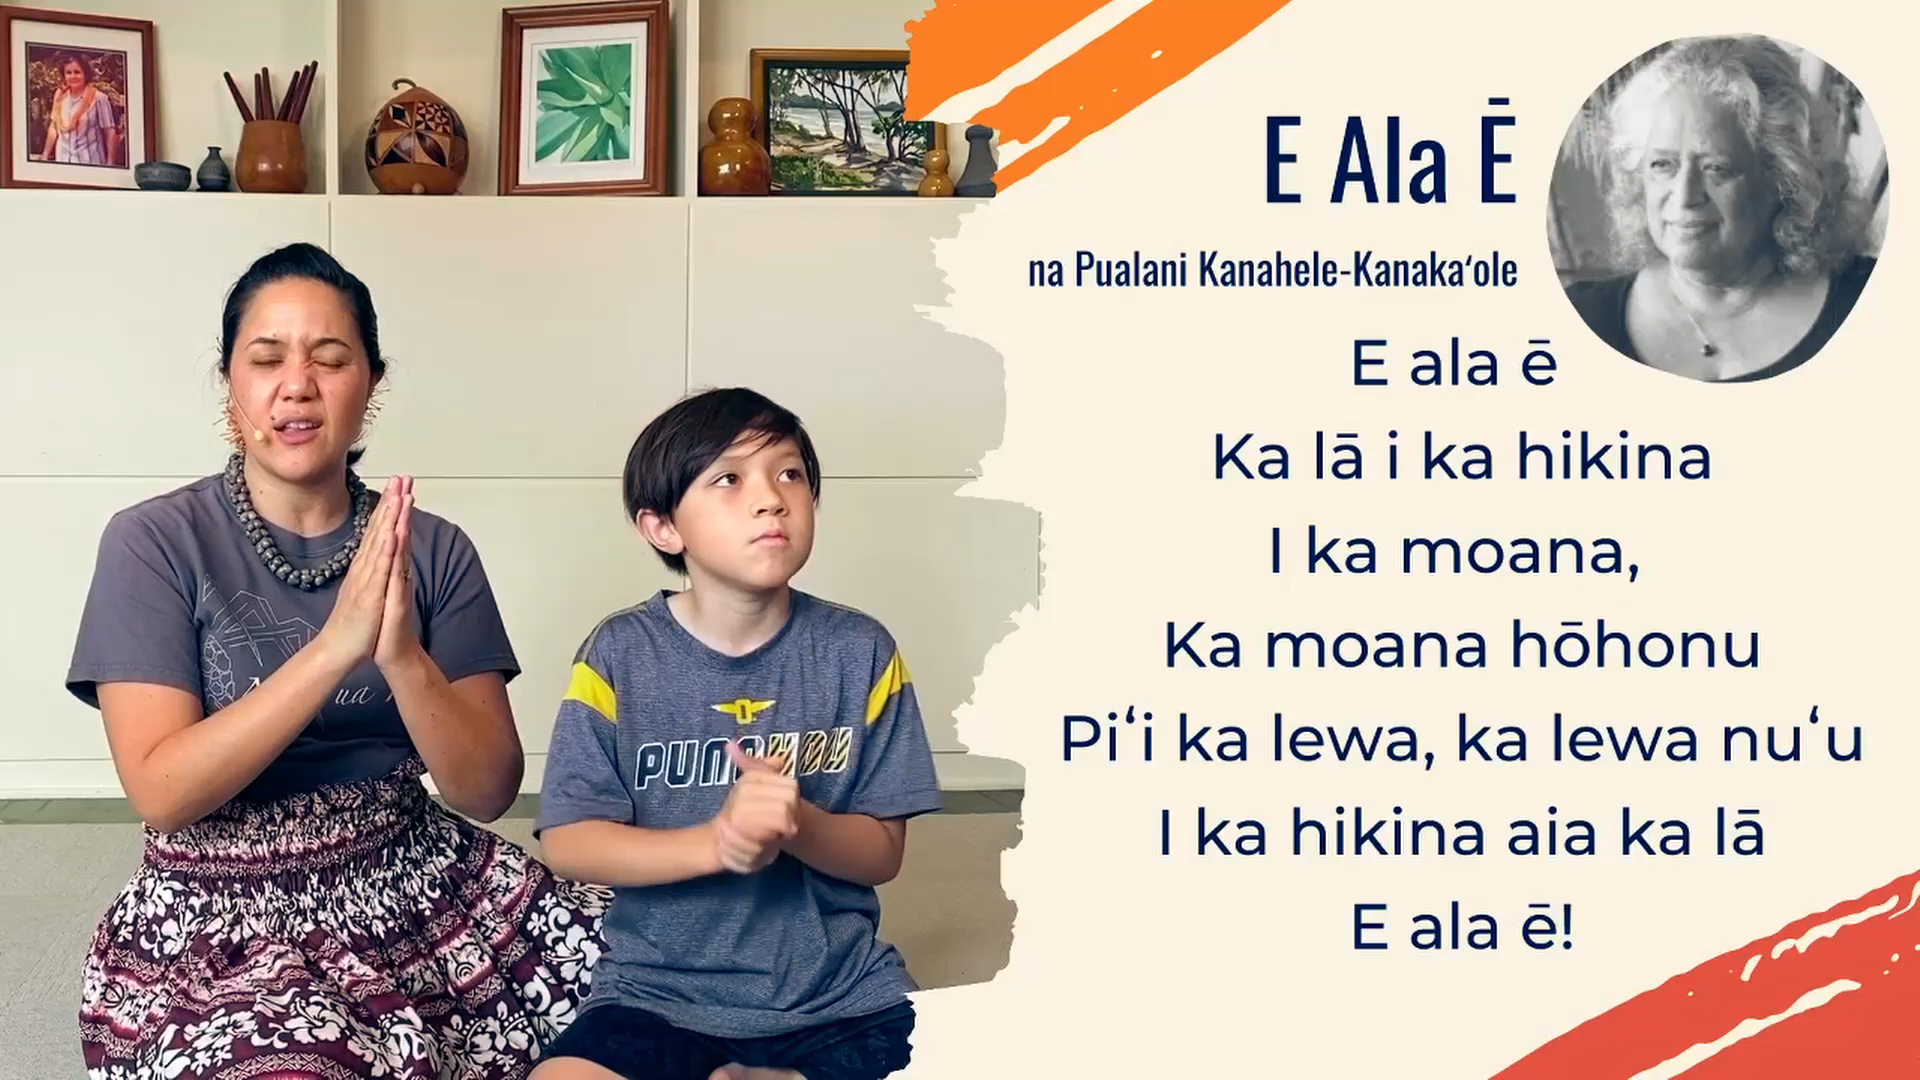 E Ala Ē
na Pualani Kanahele-Kanakaʻole
E ala ē
Ka lā i ka hikina
I ka moana,
Ka moana hōhonu
Piʻi ka lewa, ka lewa nuʻu
I ka hikina aia ka lā
E ala ē!